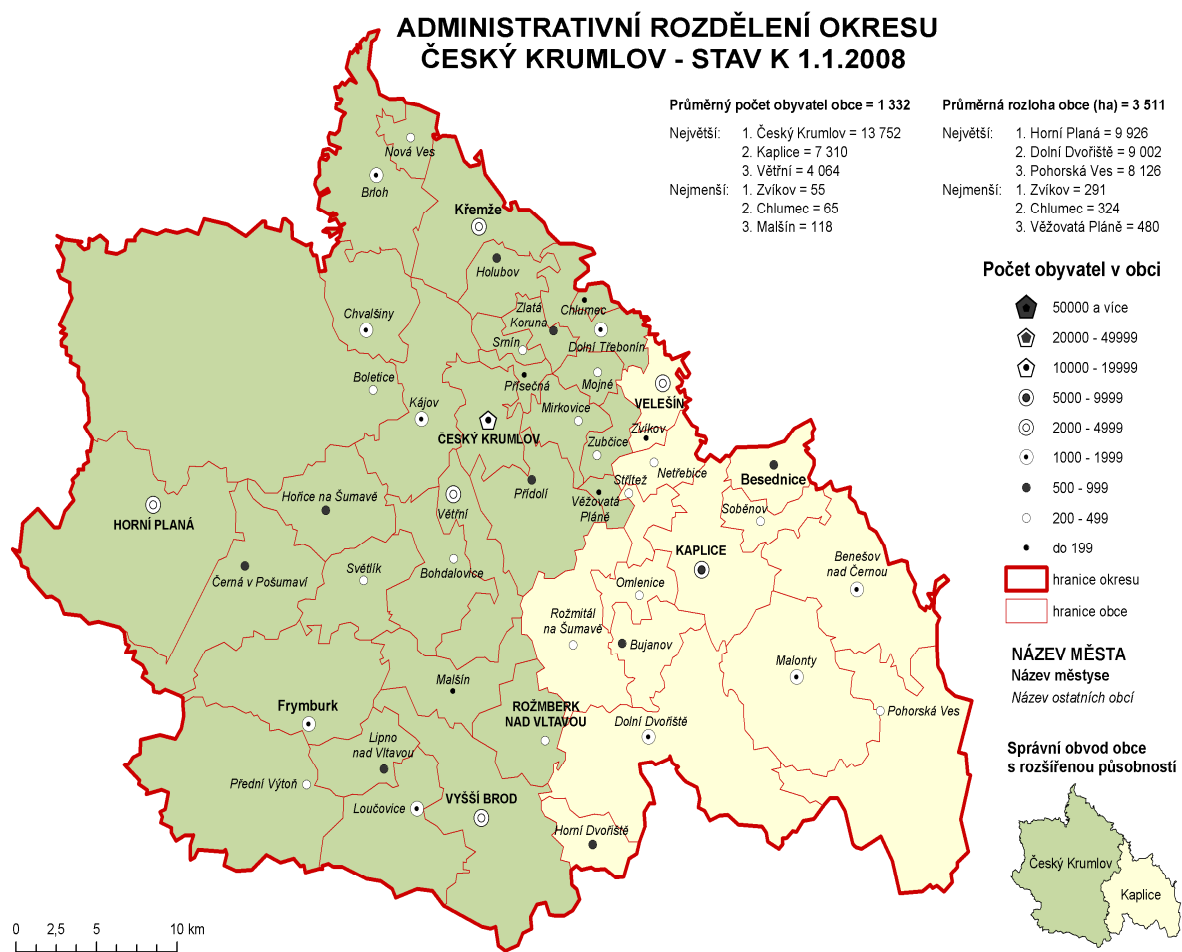 ADMINISTRATIVNÍ ROZDĚLENÍ OKRESU
ČESKÝ KRUMLOV - STAV K 1.1.2008
Průměrný počet obyvatel obce = 1 332
Největší: 1. Český Krumlov = 13 752
2. Kaplice = 7 310
3. Větřní = 4 064
Nejmenší: 1. Zvíkov = 55
2. Chlumec = 65
3. Malšín = 118
Průměrná rozloha obce (ha) = 3 511
Největší: 1. Horní Planá = 9 926
2. Dolní Dvořiště = 9 002
3. Pohorská Ves = 8 126
Nejmenší: 1. Zvíkov = 291
2. Chlumec = 324
3. Věžovatá Pláně = 480
Nová Ves
Brloh
Křemže
Holubov
Chlumec
Zlatá
Koruna
Chvalšiny
Srnín
Dolní Třebonín
Boletice
Přísečná
Mojné
Kájov
Mirkovice
VELEŠÍN
ČESKÝ KRUMLOV
Zvíkov
Zubčice
Netřebice
Střítež
Besednice
Přídolí
Věžovatá
Pláně
Hořice na Šumavě
Větřní
HORNÍ PLANÁ
Soběnov
KAPLICE
Benešov
nad Černou
Černá v Pošumaví
Světlík
Bohdalovice
Omlenice
Rožmitál
na Šumavě
Bujanov
Malonty
Malšín
Frymburk
ROŽMBERK
NAD VLTAVOU
Dolní Dvořiště
Pohorská Ves
Lipno
nad Vltavou
Přední Výtoň
Loučovice
VYŠŠÍ BROD
Horní Dvořiště
Počet obyvatel v obci
50000 a více
20000 - 49999
10000 - 19999
5000 - 9999
2000 - 4999
1000 - 1999
500 - 999
200 - 499
do 199
hranice okresu
hranice obce
NÁZEV MĚSTA
Název městyse
Název ostatních obcí
Správní obvod obce
s rozšířenou působností
Český Krumlov
Kaplice
0 2,5 5 10 km